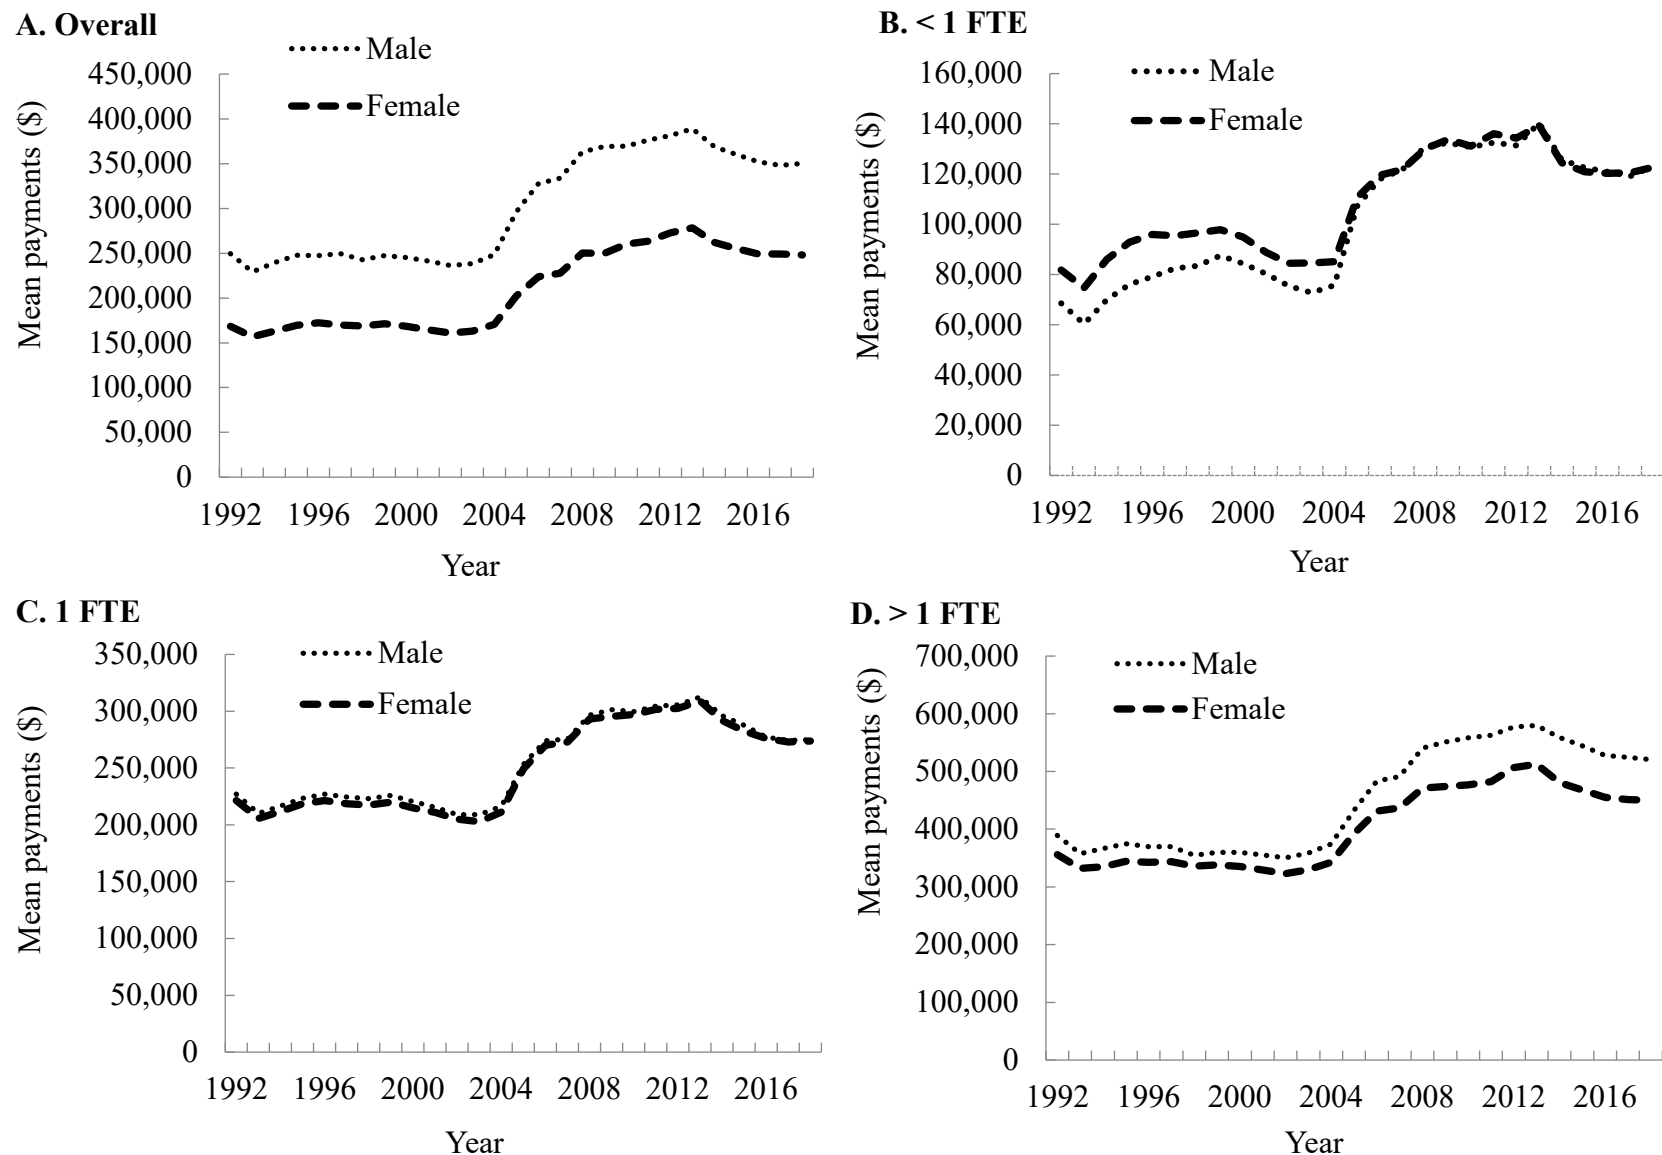 A. Overall
Male
Female
450,000
400,000
350,000
300,000
250,000
200,000
150,000
100,000
50,000
0
Mean payments ($)
1992 1996 2000 2004 2008 2012 2016
Year
B. < 1 FTE
Male
Female
160,000
140,000
120,000
100,000
80,000
60,000
40,000
20,000
0
Mean payments ($)
1992 1996 2000 2004 2008 2012 2016
Year
C. 1 FTE
Male
Female
350,000
300,000
250,000
200,000
150,000
100,000
50,000
0
Mean payments ($)
1992 1996 2000 2004 2008 2012 2016
Year
D. > 1 FTE
Male
Female
700,000
600,000
500,000
400,000
300,000
200,000
100,000
0
Mean payments ($)
1992 1996 2000 2004 2008 2012 2016
Year